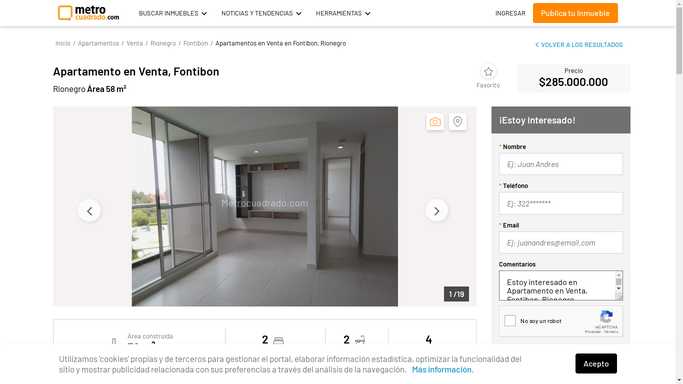 metro
cuadrado.com
BUSCAR INMUEBLES
NOTICIAS Y TENDENCIAS
HERRAMIENTAS
INGRESAR
Publica tu Inmueble
Inicio / Apartamentos / Venta / Rionegro / Fontibon / Apartamentos en Venta en Fontibon, Rionegro
VOLVER A LOS RESULTADOS
Apartamento en Venta, Fontibon
Rionegro Área 58 m²
Favorito
Precio
$285.000.000
Metrocuadrado.com
1 /19
¡Estoy Interesado!
* Nombre
Ej: Juan Andres
* Teléfono
Ej: 322*******
* Email
Ej: juanandres@email.com
Comentarios
Estoy interesado en
Apartamento en Venta,
Fontibon, Rionegro
No soy un robot
reCAPTCHA
Privacidad - Términos
Área construida
2
2
4
Utilizamos 'cookies' propias y de terceros para gestionar el portal, elaborar información estadística, optimizar la funcionalidad del
sitio y mostrar publicidad relacionada con sus preferencias a través del análisis de la navegación. Más información.
Acepto